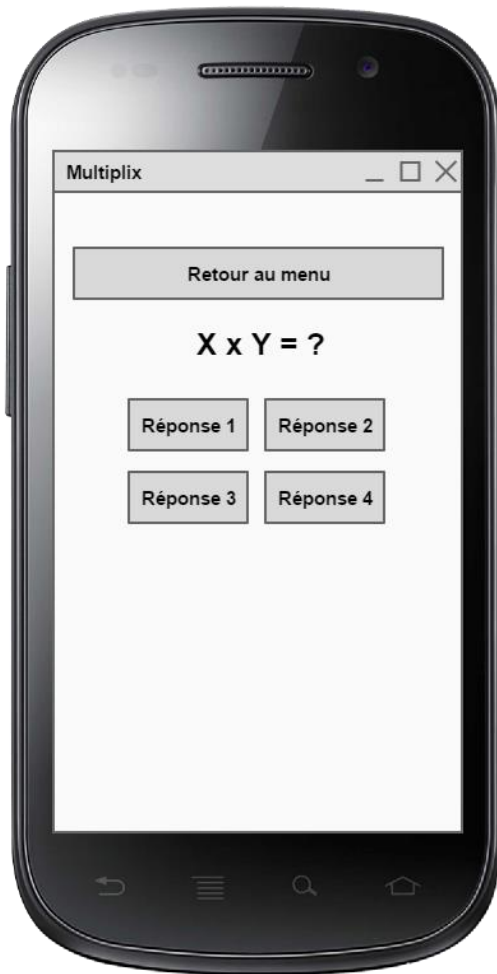 Multiplix
Retour au menu
X x Y = ?
Réponse 1 Réponse 2
Réponse 3 Réponse 4